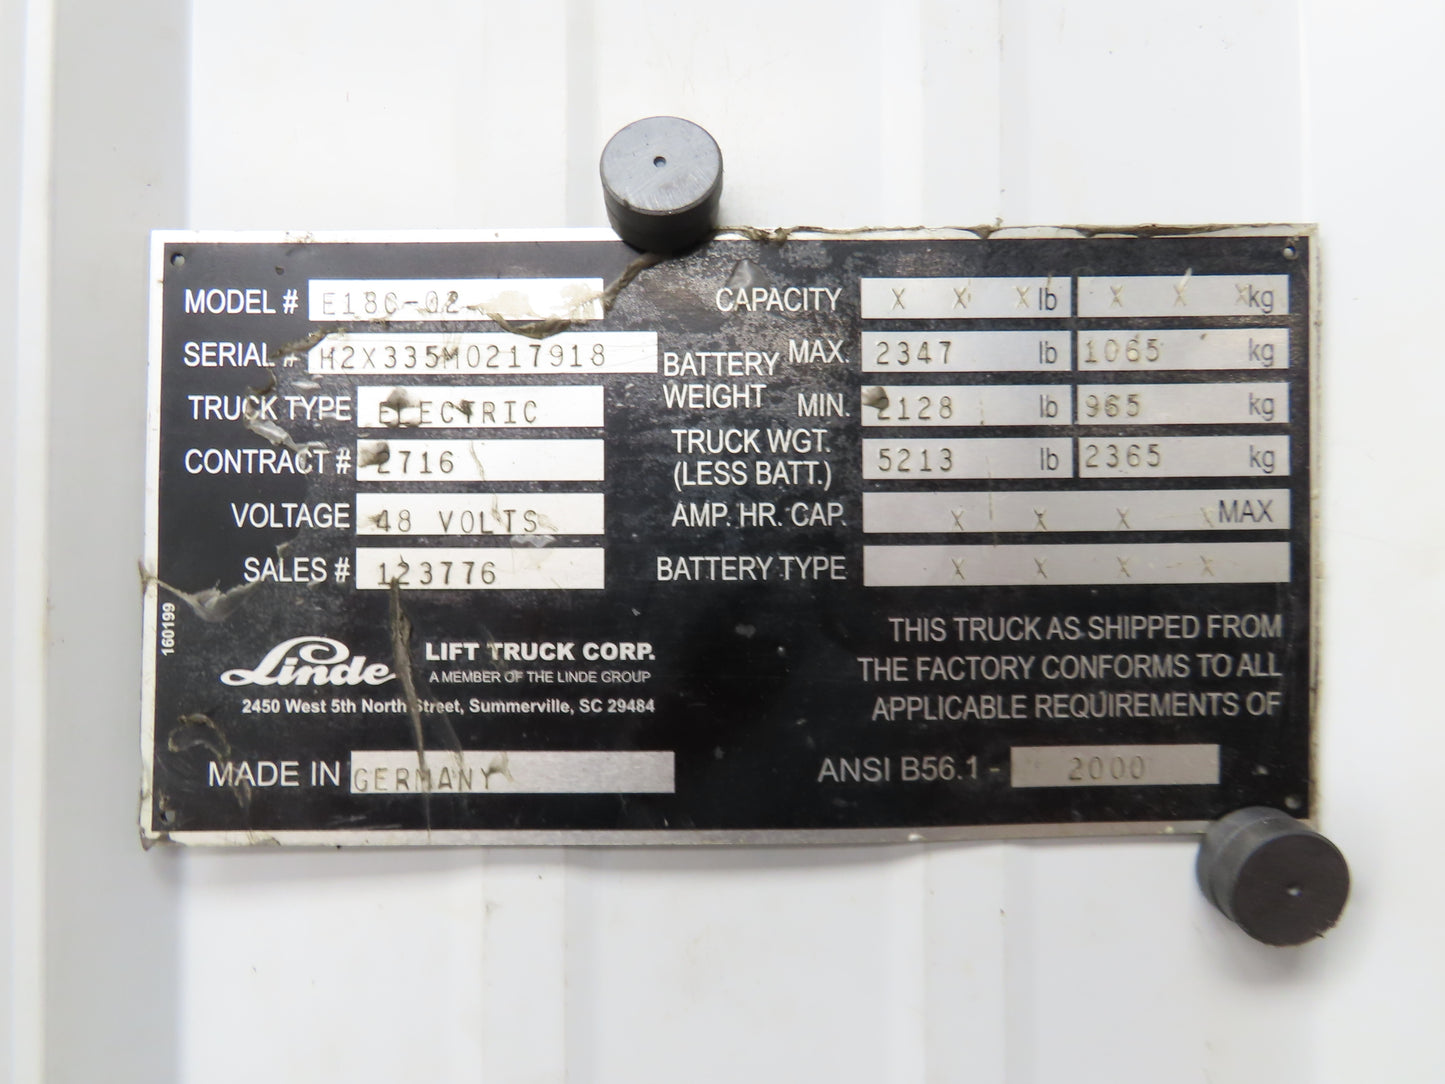 MODEL # E18C-02
SERIAL # H2X335M0217918
TRUCK TYPE ELECTRIC
CONTRACT # 2716
VOLTAGE 48 VOLTS
SALES # 123776
160199
Linde LIFT TRUCK CORP.
A MEMBER OF THE LINDE GROUP
2450 West 5th North Street, Summerville, SC 29484
MADE IN GERMANY
CAPACITY X X X lb X X X kg
BATTERY WEIGHT MAX. 2347 lb 1065 kg
MIN. 2128 lb 965 kg
TRUCK WGT. (LESS BATT.) 5213 lb 2365 kg
AMP. HR. CAP. X X X X MAX
BATTERY TYPE X X X X
THIS TRUCK AS SHIPPED FROM
THE FACTORY CONFORMS TO ALL
APPLICABLE REQUIREMENTS OF
ANSI B56.1 - 2000